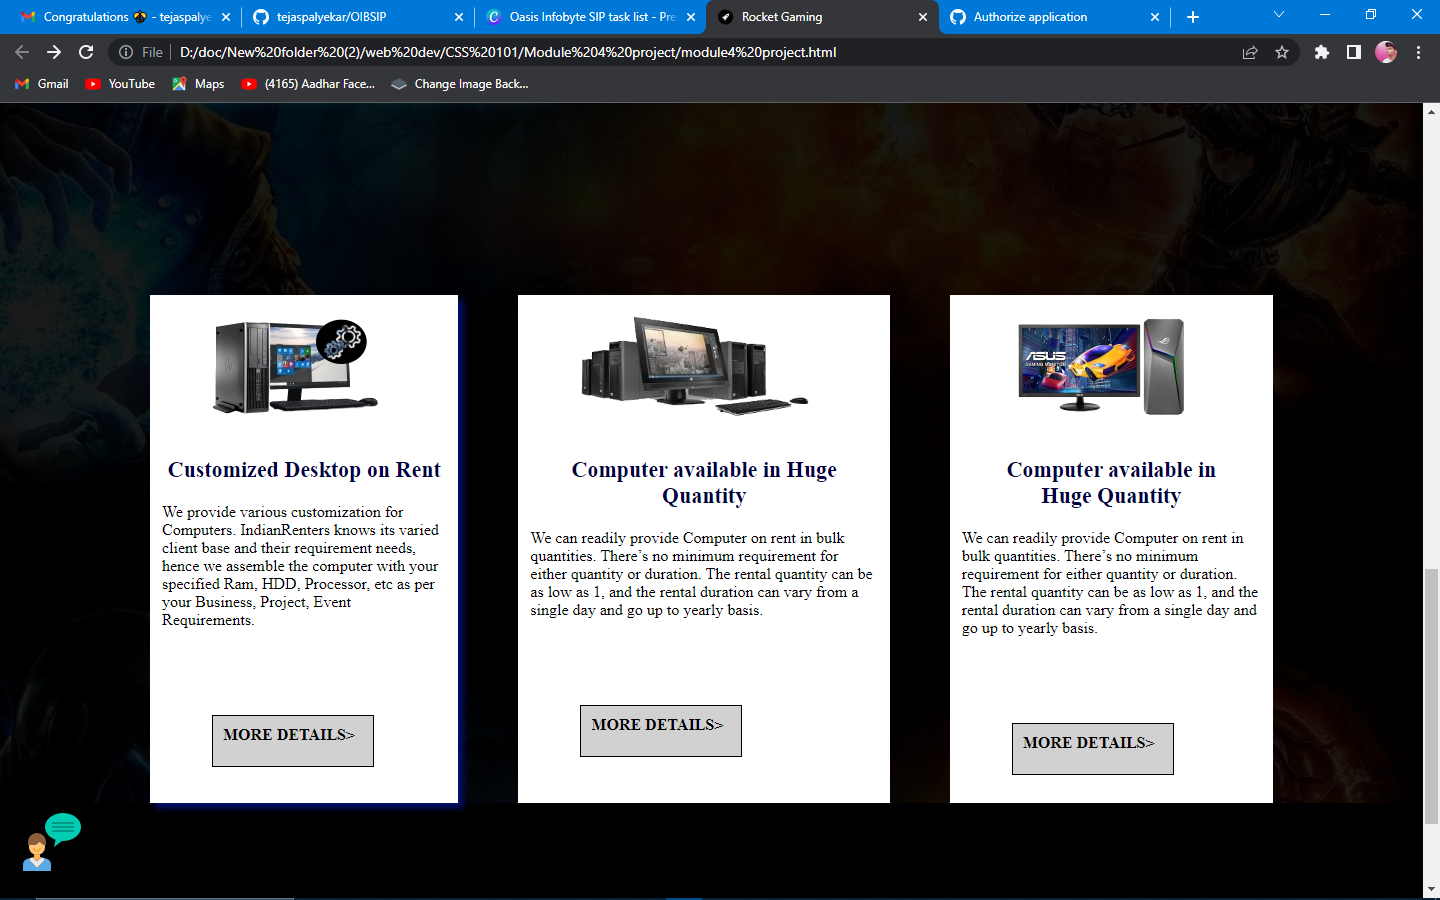 Congratulations - tejaspalye
tejaspalyekar/OIBSIP
Oasis Infobyte SIP task list - Pre
Rocket Gaming
Authorize application
File
D:/doc/New%20folder%20(2)/web%20dev/CSS%20101/Module%204%20project/module4%20project.html
Gmail
YouTube
Maps
(4165) Aadhar Face...
Change Image Back...
ASUS
GAMING MONITOR
Customized Desktop on Rent
We provide various customization for
Computers. IndianRenters knows its varied
client base and their requirement needs,
hence we assemble the computer with your
specified Ram, HDD, Processor, etc as per
your Business, Project, Event
Requirements.
MORE DETAILS>
Computer available in Huge
Quantity
We can readily provide Computer on rent in bulk
quantities. There’s no minimum requirement for
either quantity or duration. The rental quantity can be
as low as 1, and the rental duration can vary from a
single day and go up to yearly basis.
MORE DETAILS>
Computer available in
Huge Quantity
We can readily provide Computer on rent in
bulk quantities. There’s no minimum
requirement for either quantity or duration.
The rental quantity can be as low as 1, and the
rental duration can vary from a single day and
go up to yearly basis.
MORE DETAILS>